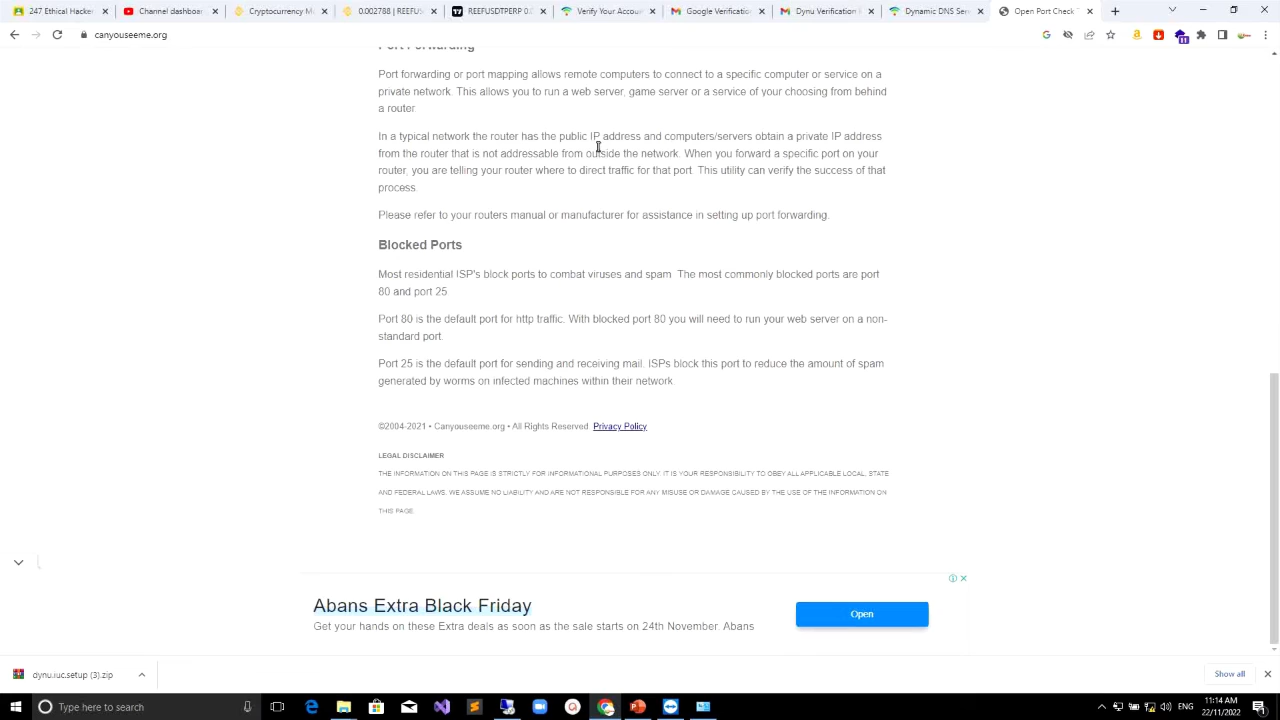 247 Ethical Hacker
Channel dashboard
Cryptocurrency M
0.002788 | REEFUS
REEFUSDTPERP 0.0
Verify Your Accou
Google Verification
Dynu Verification
Dynamic DNS Ser
Open Port Check
canyouseeme.org
11
Port Forwarding
Port forwarding or port mapping allows remote computers to connect to a specific computer or service on a
private network. This allows you to run a web server, game server or a service of your choosing from behind
a router.
In a typical network the router has the public IP address and computers/servers obtain a private IP address
from the router that is not addressable from outside the network. When you forward a specific port on your
router, you are telling your router where to direct traffic for that port. This utility can verify the success of that
process.
Please refer to your routers manual or manufacturer for assistance in setting up port forwarding.
Blocked Ports
Most residential ISP's block ports to combat viruses and spam. The most commonly blocked ports are port
80 and port 25.
Port 80 is the default port for http traffic. With blocked port 80 you will need to run your web server on a non-
standard port.
Port 25 is the default port for sending and receiving mail. ISPs block this port to reduce the amount of spam
generated by worms on infected machines within their network.
©2004-2021 • Canyouseeme.org • All Rights Reserved Privacy Policy
LEGAL DISCLAIMER
THE INFORMATION ON THIS PAGE IS STRICTLY FOR INFORMATIONAL PURPOSES ONLY. IT IS YOUR RESPONSIBILITY TO OBEY ALL APPLICABLE LOCAL, STATE
AND FEDERAL LAWS. WE ASSUME NO LIABILITY AND ARE NOT RESPONSIBLE FOR ANY MISUSE OR DAMAGE CAUSED BY THE USE OF THE INFORMATION ON
THIS PAGE.
Abans Extra Black Friday
Get your hands on these Extra deals as soon as the sale starts on 24th November. Abans
Open
dynu.iuc.setup (3).zip
Show all
Type here to search
ENG
11:14 AM
22/11/2022